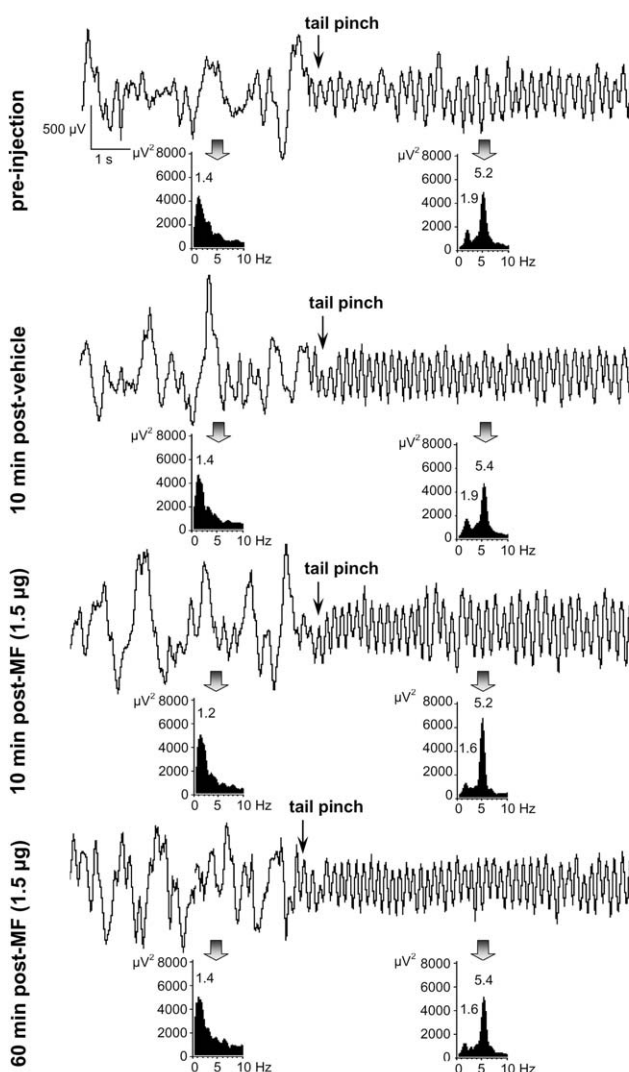 tail pinch
pre-injection
500 µV
1 s
µV² 8000 6000 4000 2000 0
1.4
0 5 10 Hz
µV² 8000 6000 4000 2000 0
5.2
1.9
0 5 10 Hz
tail pinch
10 min post-vehicle
µV² 8000 6000 4000 2000 0
1.4
0 5 10 Hz
µV² 8000 6000 4000 2000 0
5.4
1.9
0 5 10 Hz
tail pinch
10 min post-MF (1.5 µg)
µV² 8000 6000 4000 2000 0
1.2
0 5 10 Hz
µV² 8000 6000 4000 2000 0
5.2
1.6
0 5 10 Hz
tail pinch
60 min post-MF (1.5 µg)
µV² 8000 6000 4000 2000 0
1.4
0 5 10 Hz
µV² 8000 6000 4000 2000 0
5.4
1.6
0 5 10 Hz